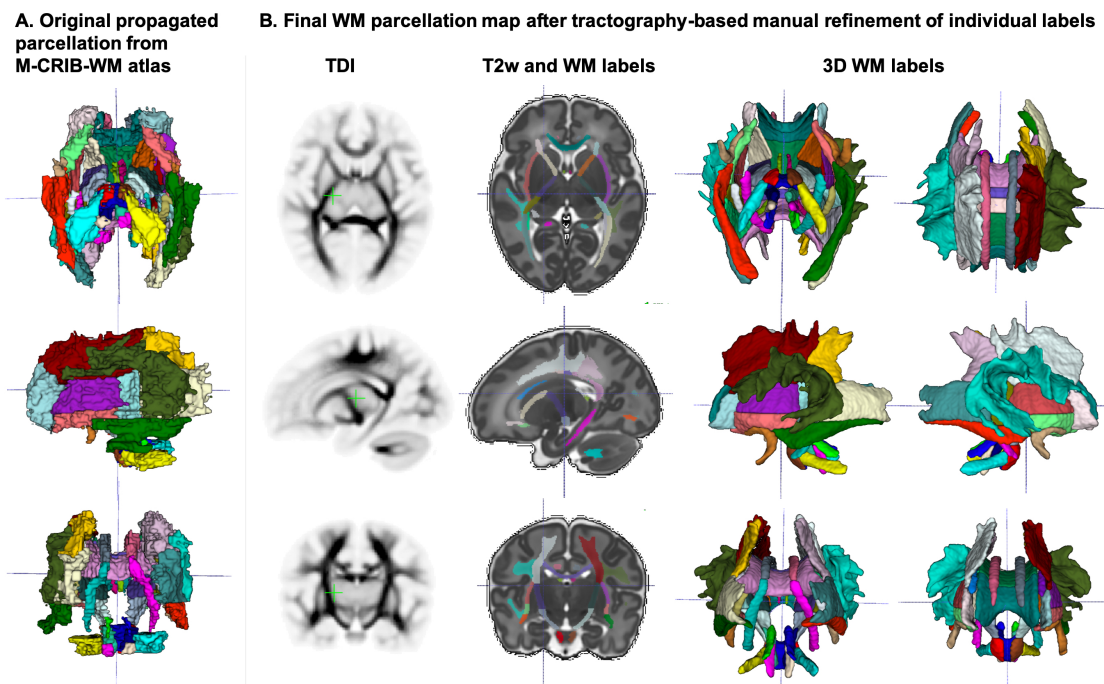 A. Original propagated
parcellation from
M-CRIB-WM atlas
B. Final WM parcellation map after tractography-based manual refinement of individual labels
TDI
T2w and WM labels
3D WM labels